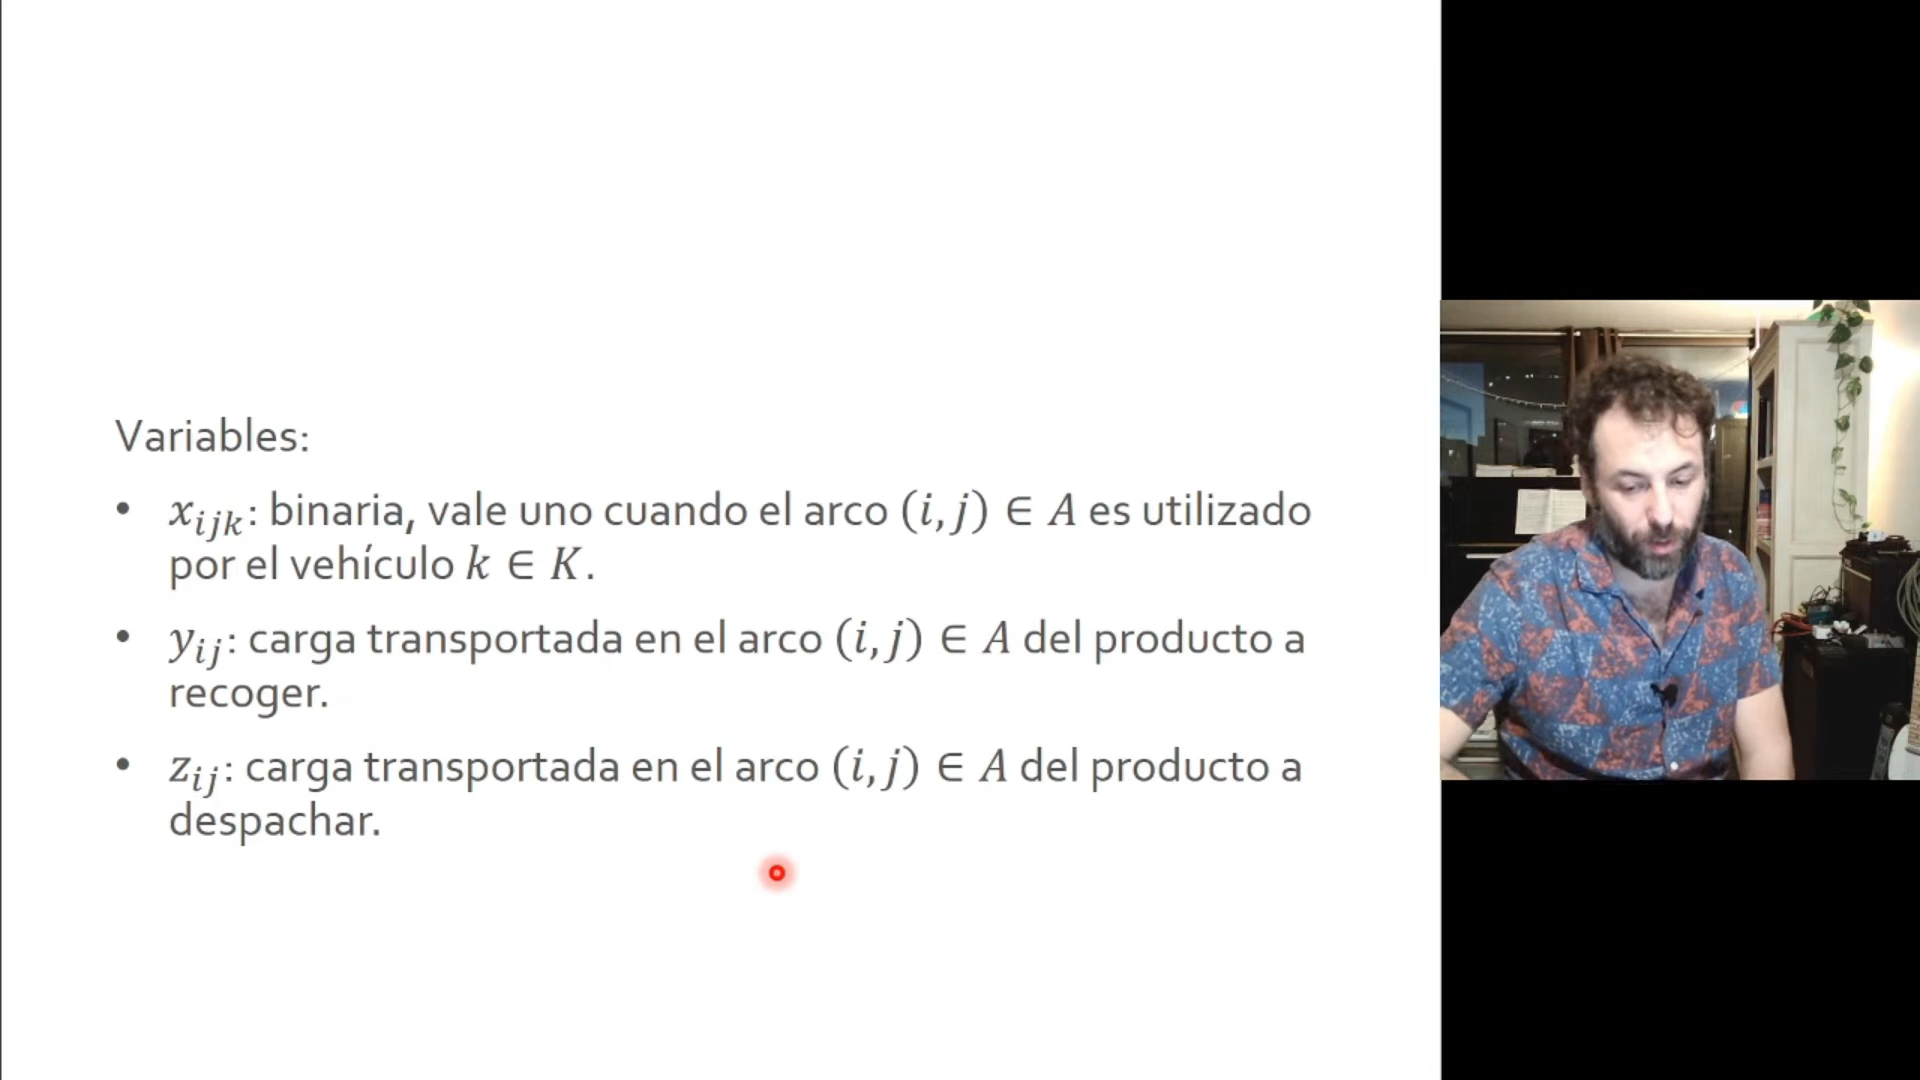 Variables:
• x_{ijk}: binaria, vale uno cuando el arco (i, j) ∈ A es utilizado
por el vehículo k ∈ K.
• y_{ij}: carga transportada en el arco (i, j) ∈ A del producto a
recoger.
• z_{ij}: carga transportada en el arco (i, j) ∈ A del producto a
despachar.